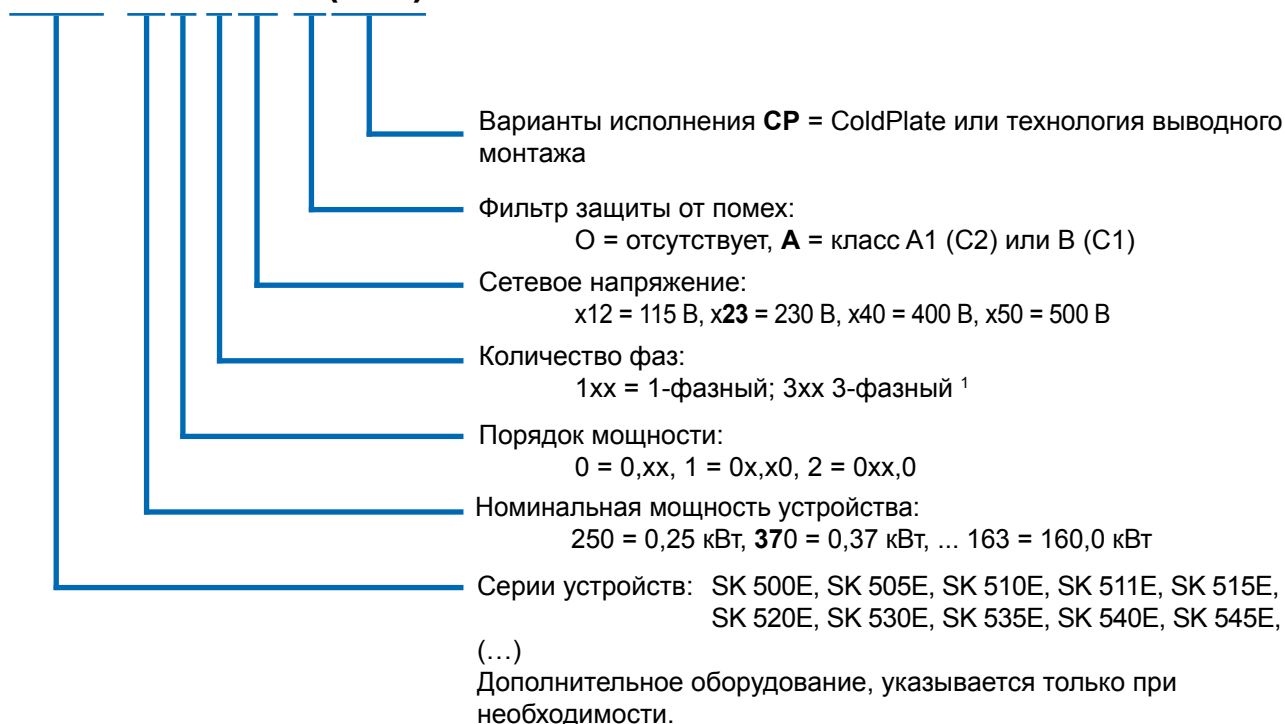 Варианты исполнения CP = ColdPlate или технология выводного
монтажа
Фильтр защиты от помех:
O = отсутствует, A = класс A1 (C2) или B (C1)
Сетевое напряжение:
x12 = 115 В, x23 = 230 В, x40 = 400 В, x50 = 500 В
Количество фаз:
1xx = 1-фазный; 3xx 3-фазный 1
Порядок мощности:
0 = 0,xx, 1 = 0x,x0, 2 = 0xx,0
Номинальная мощность устройства:
250 = 0,25 кВт, 370 = 0,37 кВт, ... 163 = 160,0 кВт
Серии устройств: SK 500E, SK 505E, SK 510E, SK 511E, SK 515E,
SK 520E, SK 530E, SK 535E, SK 540E, SK 545E,
(…)
Дополнительное оборудование, указывается только при
необходимости.